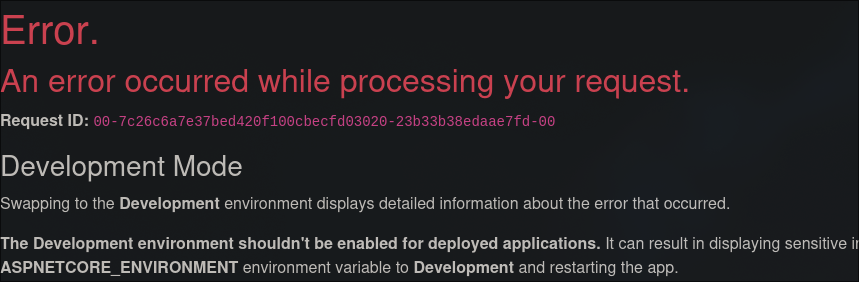 Error.
An error occurred while processing your request.
Request ID: 00-7c26c6a7e37bed420f100cbecfd03020-23b33b38edaae7fd-00
Development Mode
Swapping to the Development environment displays detailed information about the error that occurred.
The Development environment shouldn't be enabled for deployed applications. It can result in displaying sensitive
ASPNETCORE_ENVIRONMENT environment variable to Development and restarting the app.